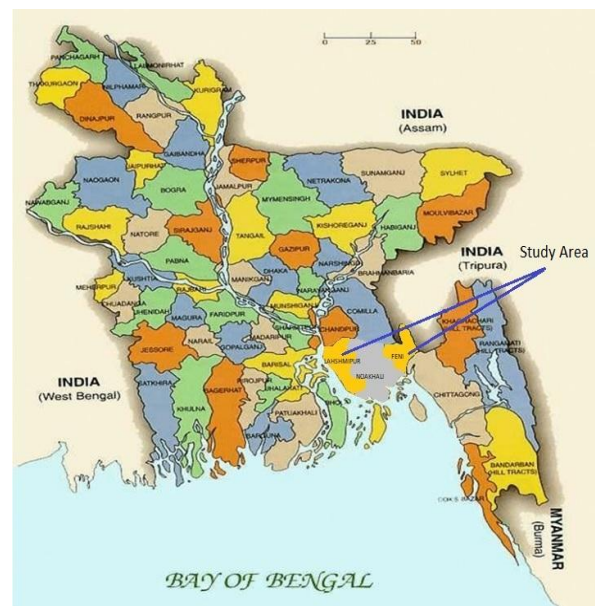 0 25 50
PANCHAGARH
LALMONIRHAT
THAKURGAON
NILPHAMARI
KURIGRAM
DINAJPUR
RANGPUR
INDIA
(Assam)
GAIBANDHA
JAIPURHAT
SHERPUR
NAOGAON
JAMALPUR
NETRAKONA
SUNAMGANJ
SYLHET
BOGRA
MYMENSINGH
NAWABGANJ
MOULVIBAZAR
RAJSHAHI
NATORE
SIRAJGANJ
TANGAIL
KISHOREGANJ
HABIGANJ
GAZIPUR
INDIA
(Tripura)
Study Area
PABNA
DHAKA
NARSHINGDI
BRAHMANBARIA
KUSHTIA
MANIKGANJ
MEHERPUR
RAJBARI
NARAYANGANJ
CHUADANGA
JHENIDAH
MAGURA
FARIDPUR
MUNSHIGANJ
COMILLA
KHAGRACHARI
(HILL TRACTS)
CHANDPUR
RANGAMATI
(HILL TRACTS)
JESSORE
NARAIL
MADARIPUR
GOPALGANJ
LAHSHMIPUR
FENI
INDIA
(West Bengal)
BARISAL
NOAKHALI
SATKHIRA
KHULNA
BAGERHAT
PIROJPUR
JHALAKATI
CHITTAGONG
PATUAKHALI
BARGUNA
BANDARBAN
(HILL TRACTS)
COX'S BAZAR
MYANMAR
(Burma)
BAY OF BENGAL